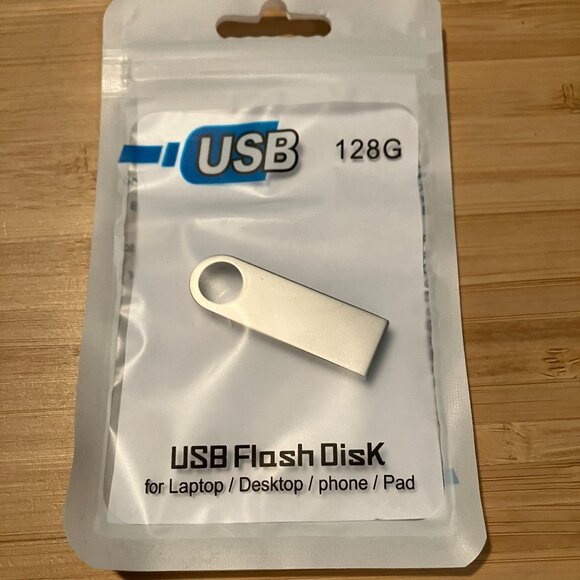 USB 128G
USB Flash Disk
for Laptop / Desktop / phone / Pad